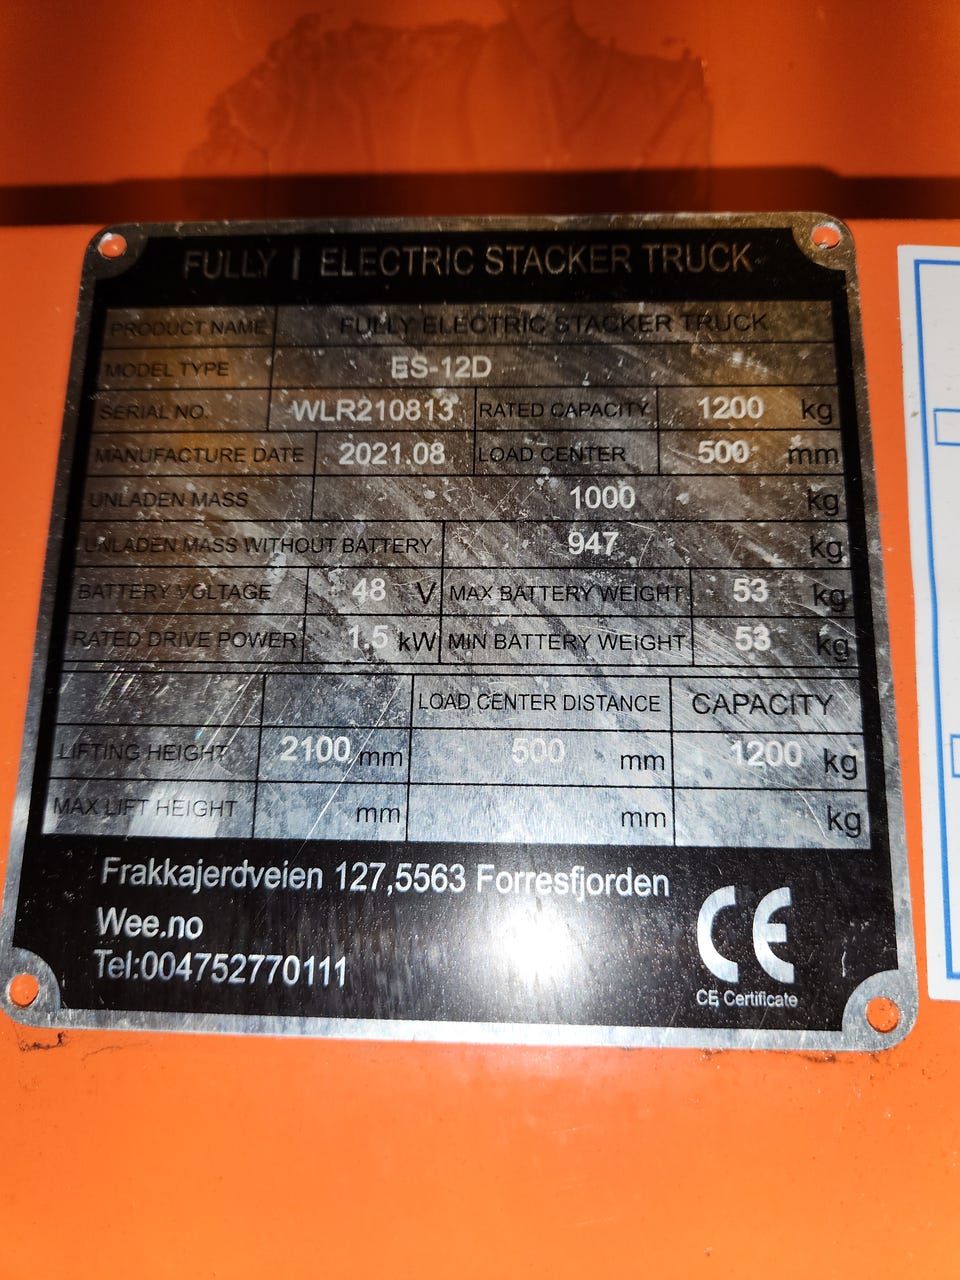 FULLY | ELECTRIC STACKER TRUCK
PRODUCT NAME FULLY ELECTRIC STACKER TRUCK
MODEL TYPE ES-12D
SERIAL NO. WLR210813 RATED CAPACITY 1200 kg
MANUFACTURE DATE 2021.08 LOAD CENTER 500 mm
UNLADEN MASS 1000 kg
UNLADEN MASS WITHOUT BATTERY 947 kg
BATTERY VOLTAGE 48 V MAX BATTERY WEIGHT 53 kg
RATED DRIVE POWER 1.5 kW MIN BATTERY WEIGHT 53 kg
LOAD CENTER DISTANCE CAPACITY
LIFTING HEIGHT 2100 mm 500 mm 1200 kg
MAX LIFT HEIGHT mm mm kg
Frakkajerdveien 127,5563 Forresfjorden
Wee.no
Tel:004752770111
CE
CE Certificate